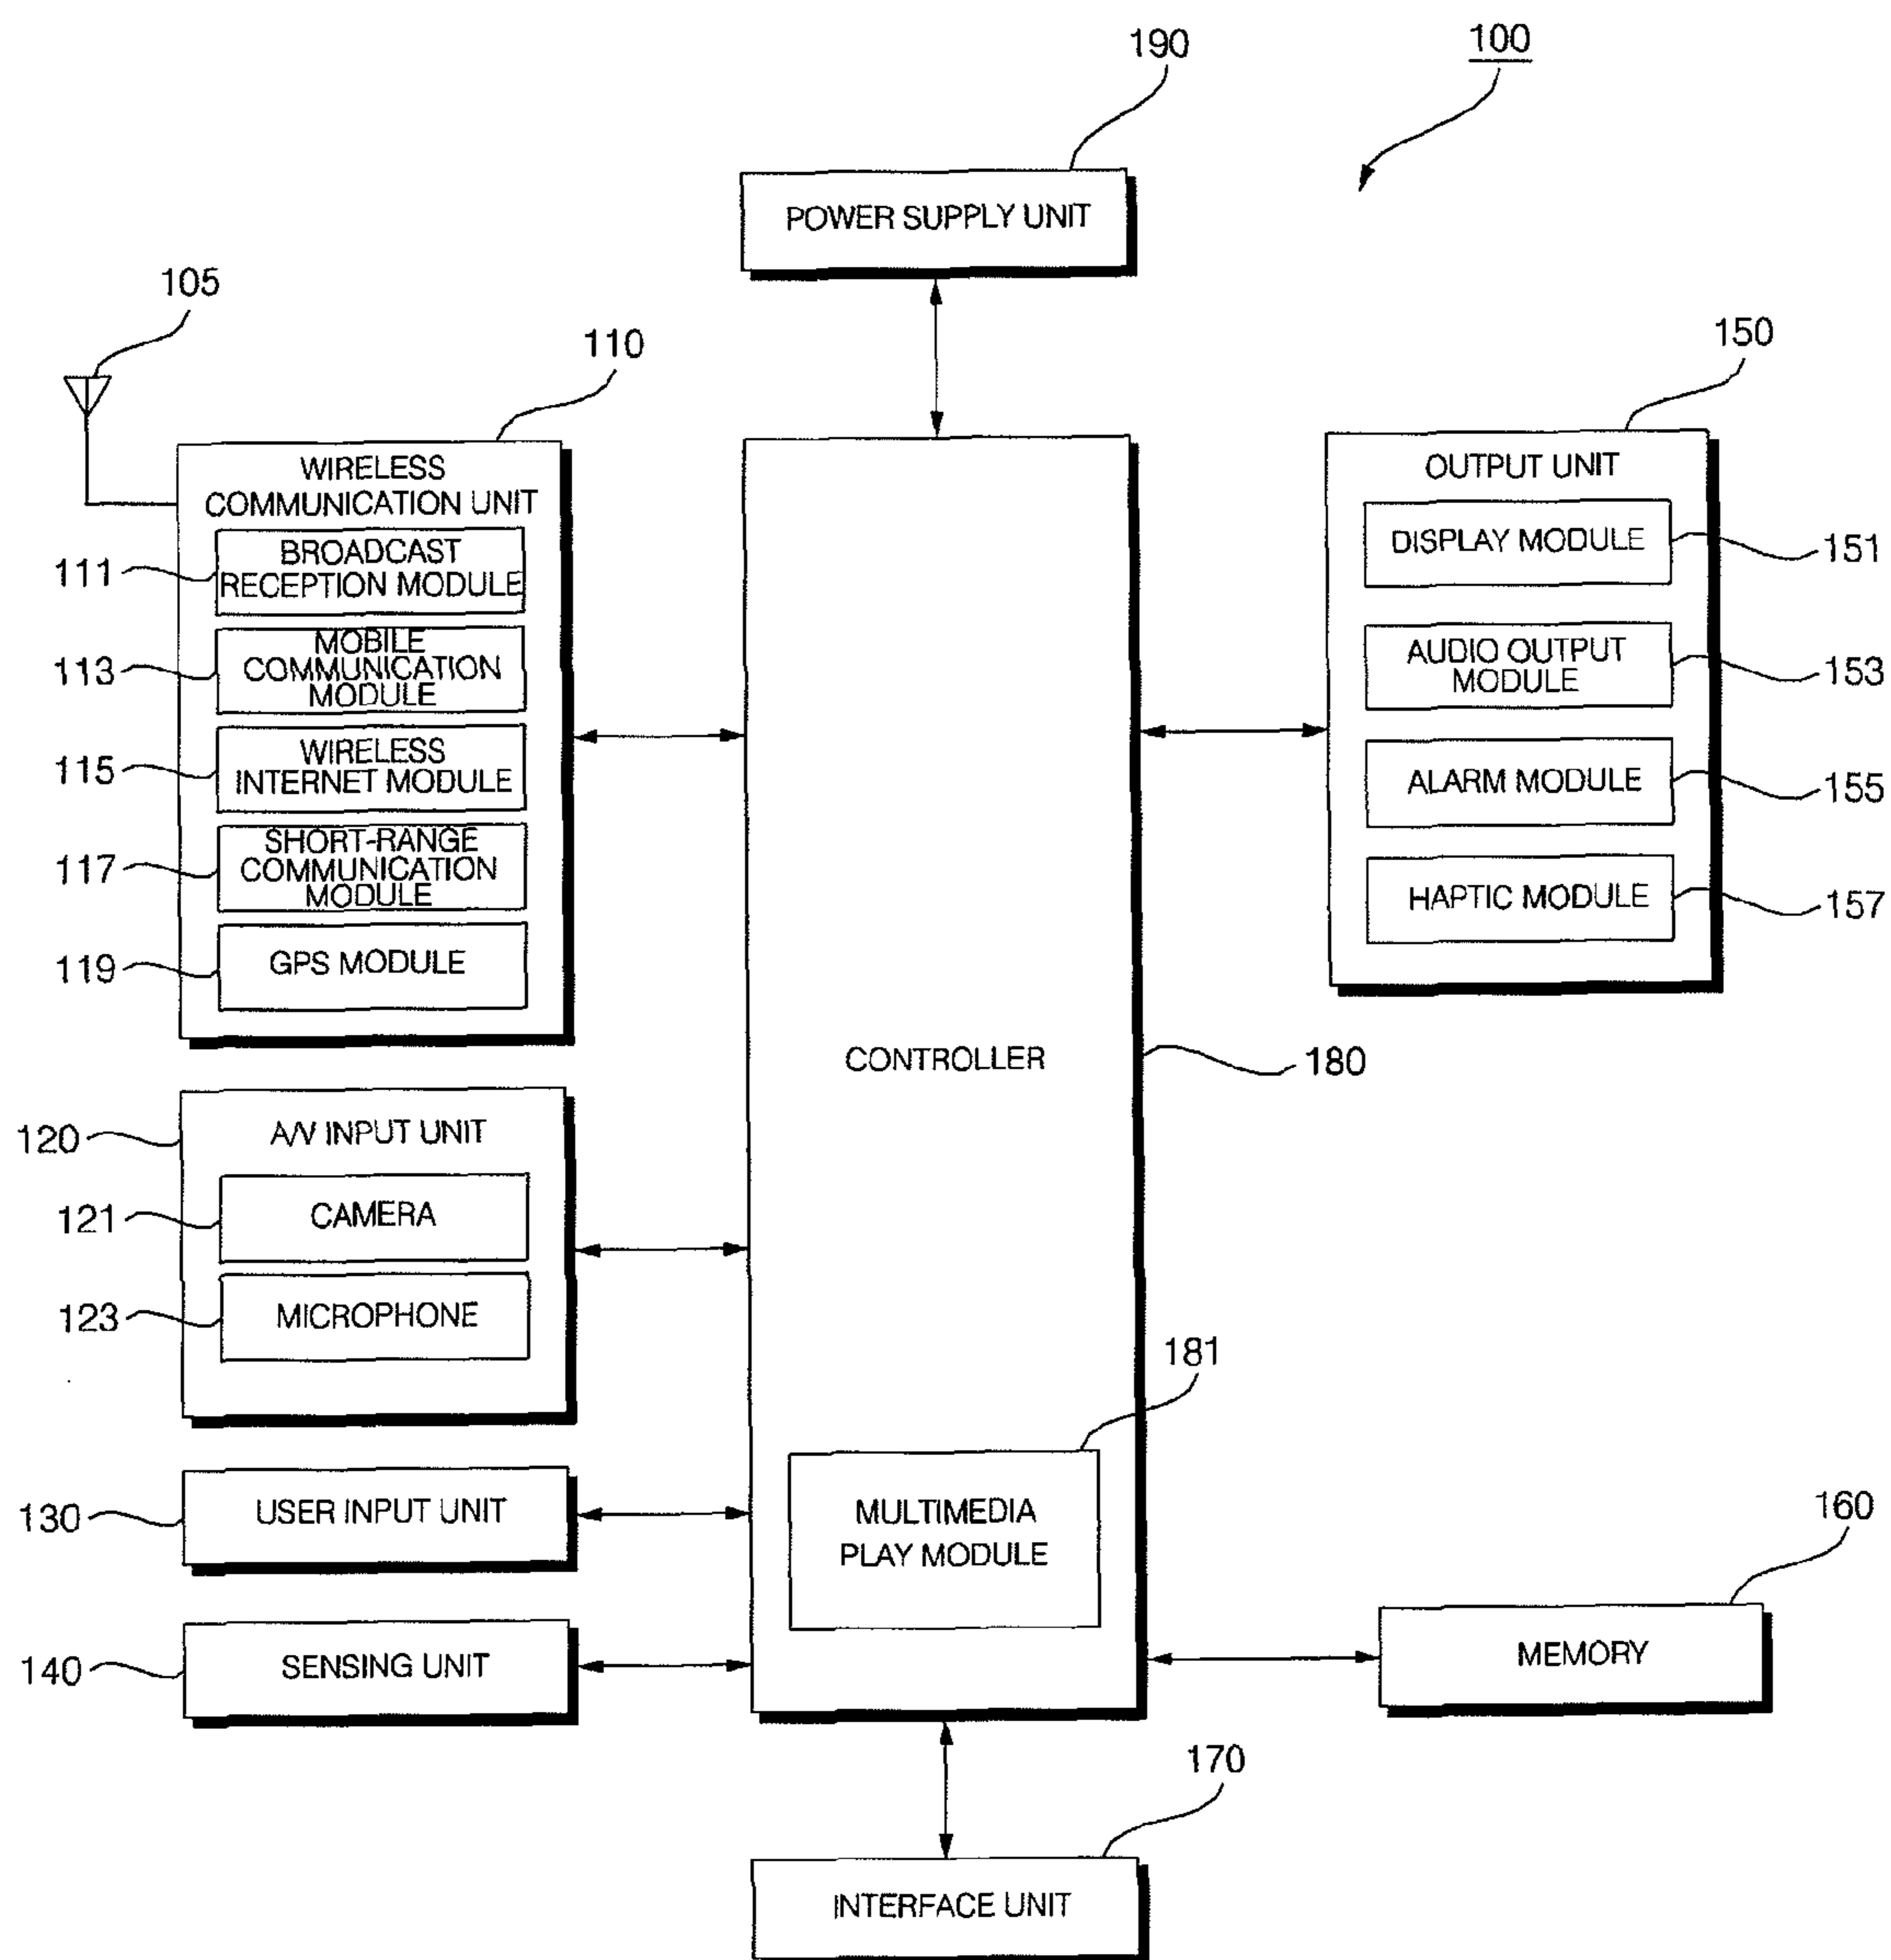 190
100
POWER SUPPLY UNIT
105
110
150
WIRELESS
COMMUNICATION UNIT
111
BROADCAST
RECEPTION MODULE
113
MOBILE
COMMUNICATION
MODULE
115
WIRELESS
INTERNET MODULE
117
SHORT-RANGE
COMMUNICATION
MODULE
119
GPS MODULE
OUTPUT UNIT
DISPLAY MODULE
151
AUDIO OUTPUT
MODULE
153
ALARM MODULE
155
HAPTIC MODULE
157
CONTROLLER
180
120
A/V INPUT UNIT
121
CAMERA
123
MICROPHONE
181
MULTIMEDIA
PLAY MODULE
130
USER INPUT UNIT
140
SENSING UNIT
160
MEMORY
170
INTERFACE UNIT